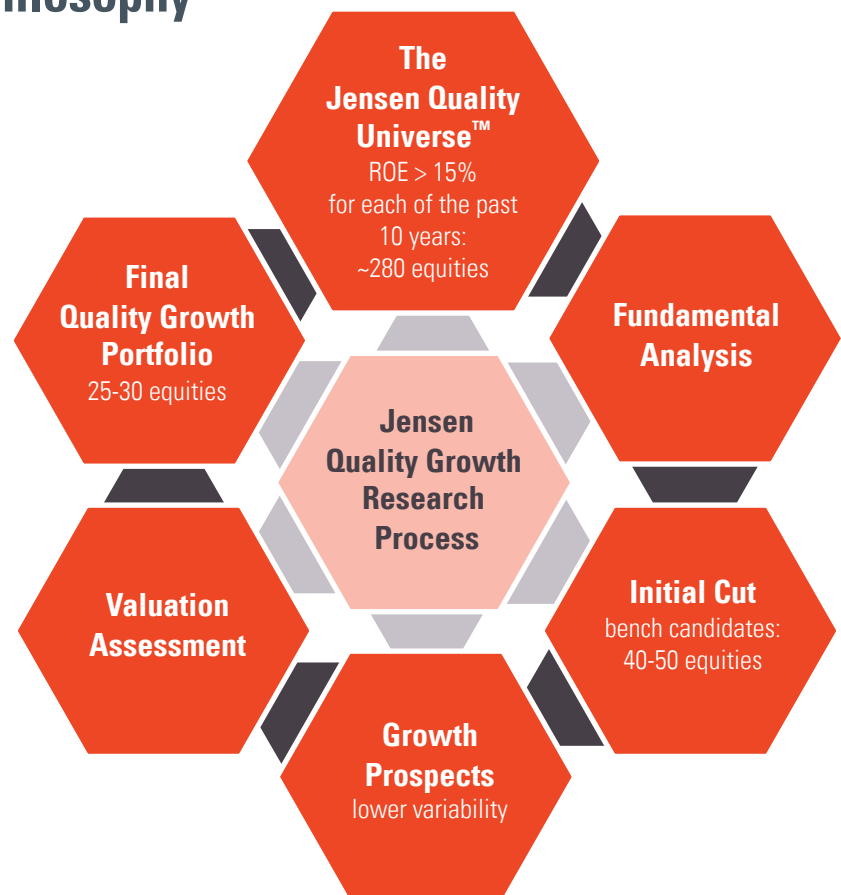 The
Jensen Quality
Universe™
ROE > 15%
for each of the past
10 years:
~280 equities
Fundamental
Analysis
Initial Cut
bench candidates:
40-50 equities
Growth
Prospects
lower variability
Valuation
Assessment
Final
Quality Growth
Portfolio
25-30 equities
Jensen
Quality Growth
Research
Process